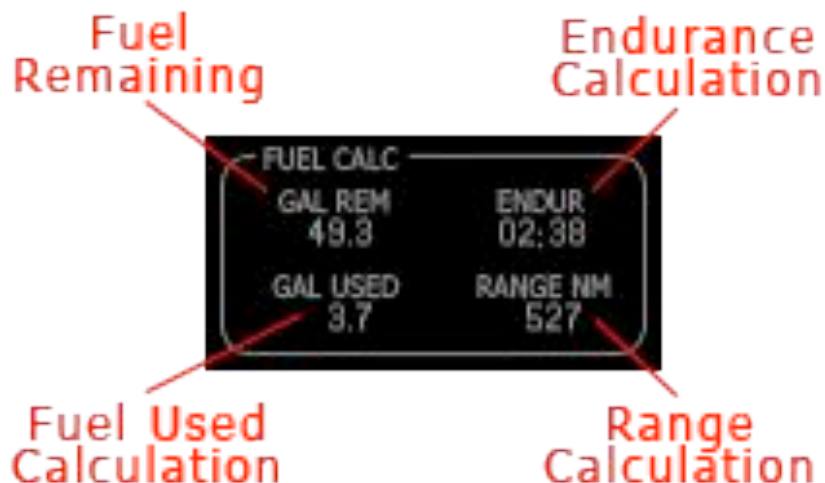 Fuel
Remaining
Endurance
Calculation
FUEL CALC
GAL REM
49.3
ENDUR
02:38
GAL USED
3.7
RANGE NM
527
Fuel Used
Calculation
Range
Calculation